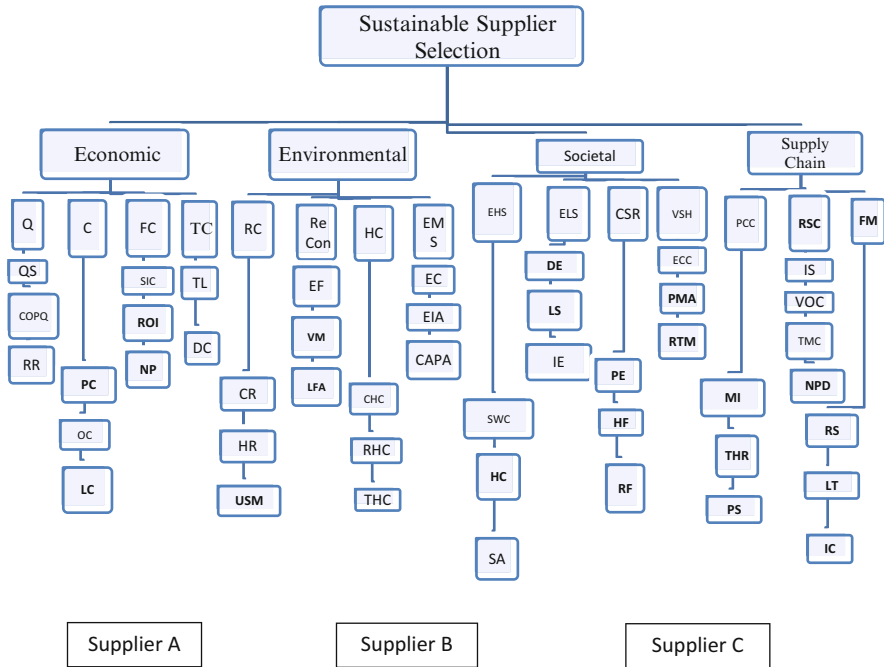 Sustainable Supplier
Selection
Economic
Environmental
Societal
Supply
Chain
Q
C
FC
TC
RC
Re
Con
HC
EM
S
EHS
ELS
CSR
VSH
PCC
RSC
FM
QS
COPQ
RR
PC
OC
LC
SIC
ROI
NP
TL
DC
CR
HR
USM
EF
VM
LFA
CHC
RHC
THC
EC
EIA
CAPA
SWC
HC
SA
DE
LS
IE
PE
HF
RF
ECC
PMA
RTM
MI
THR
PS
IS
VOC
TMC
NPD
RS
LT
IC
Supplier A
Supplier B
Supplier C